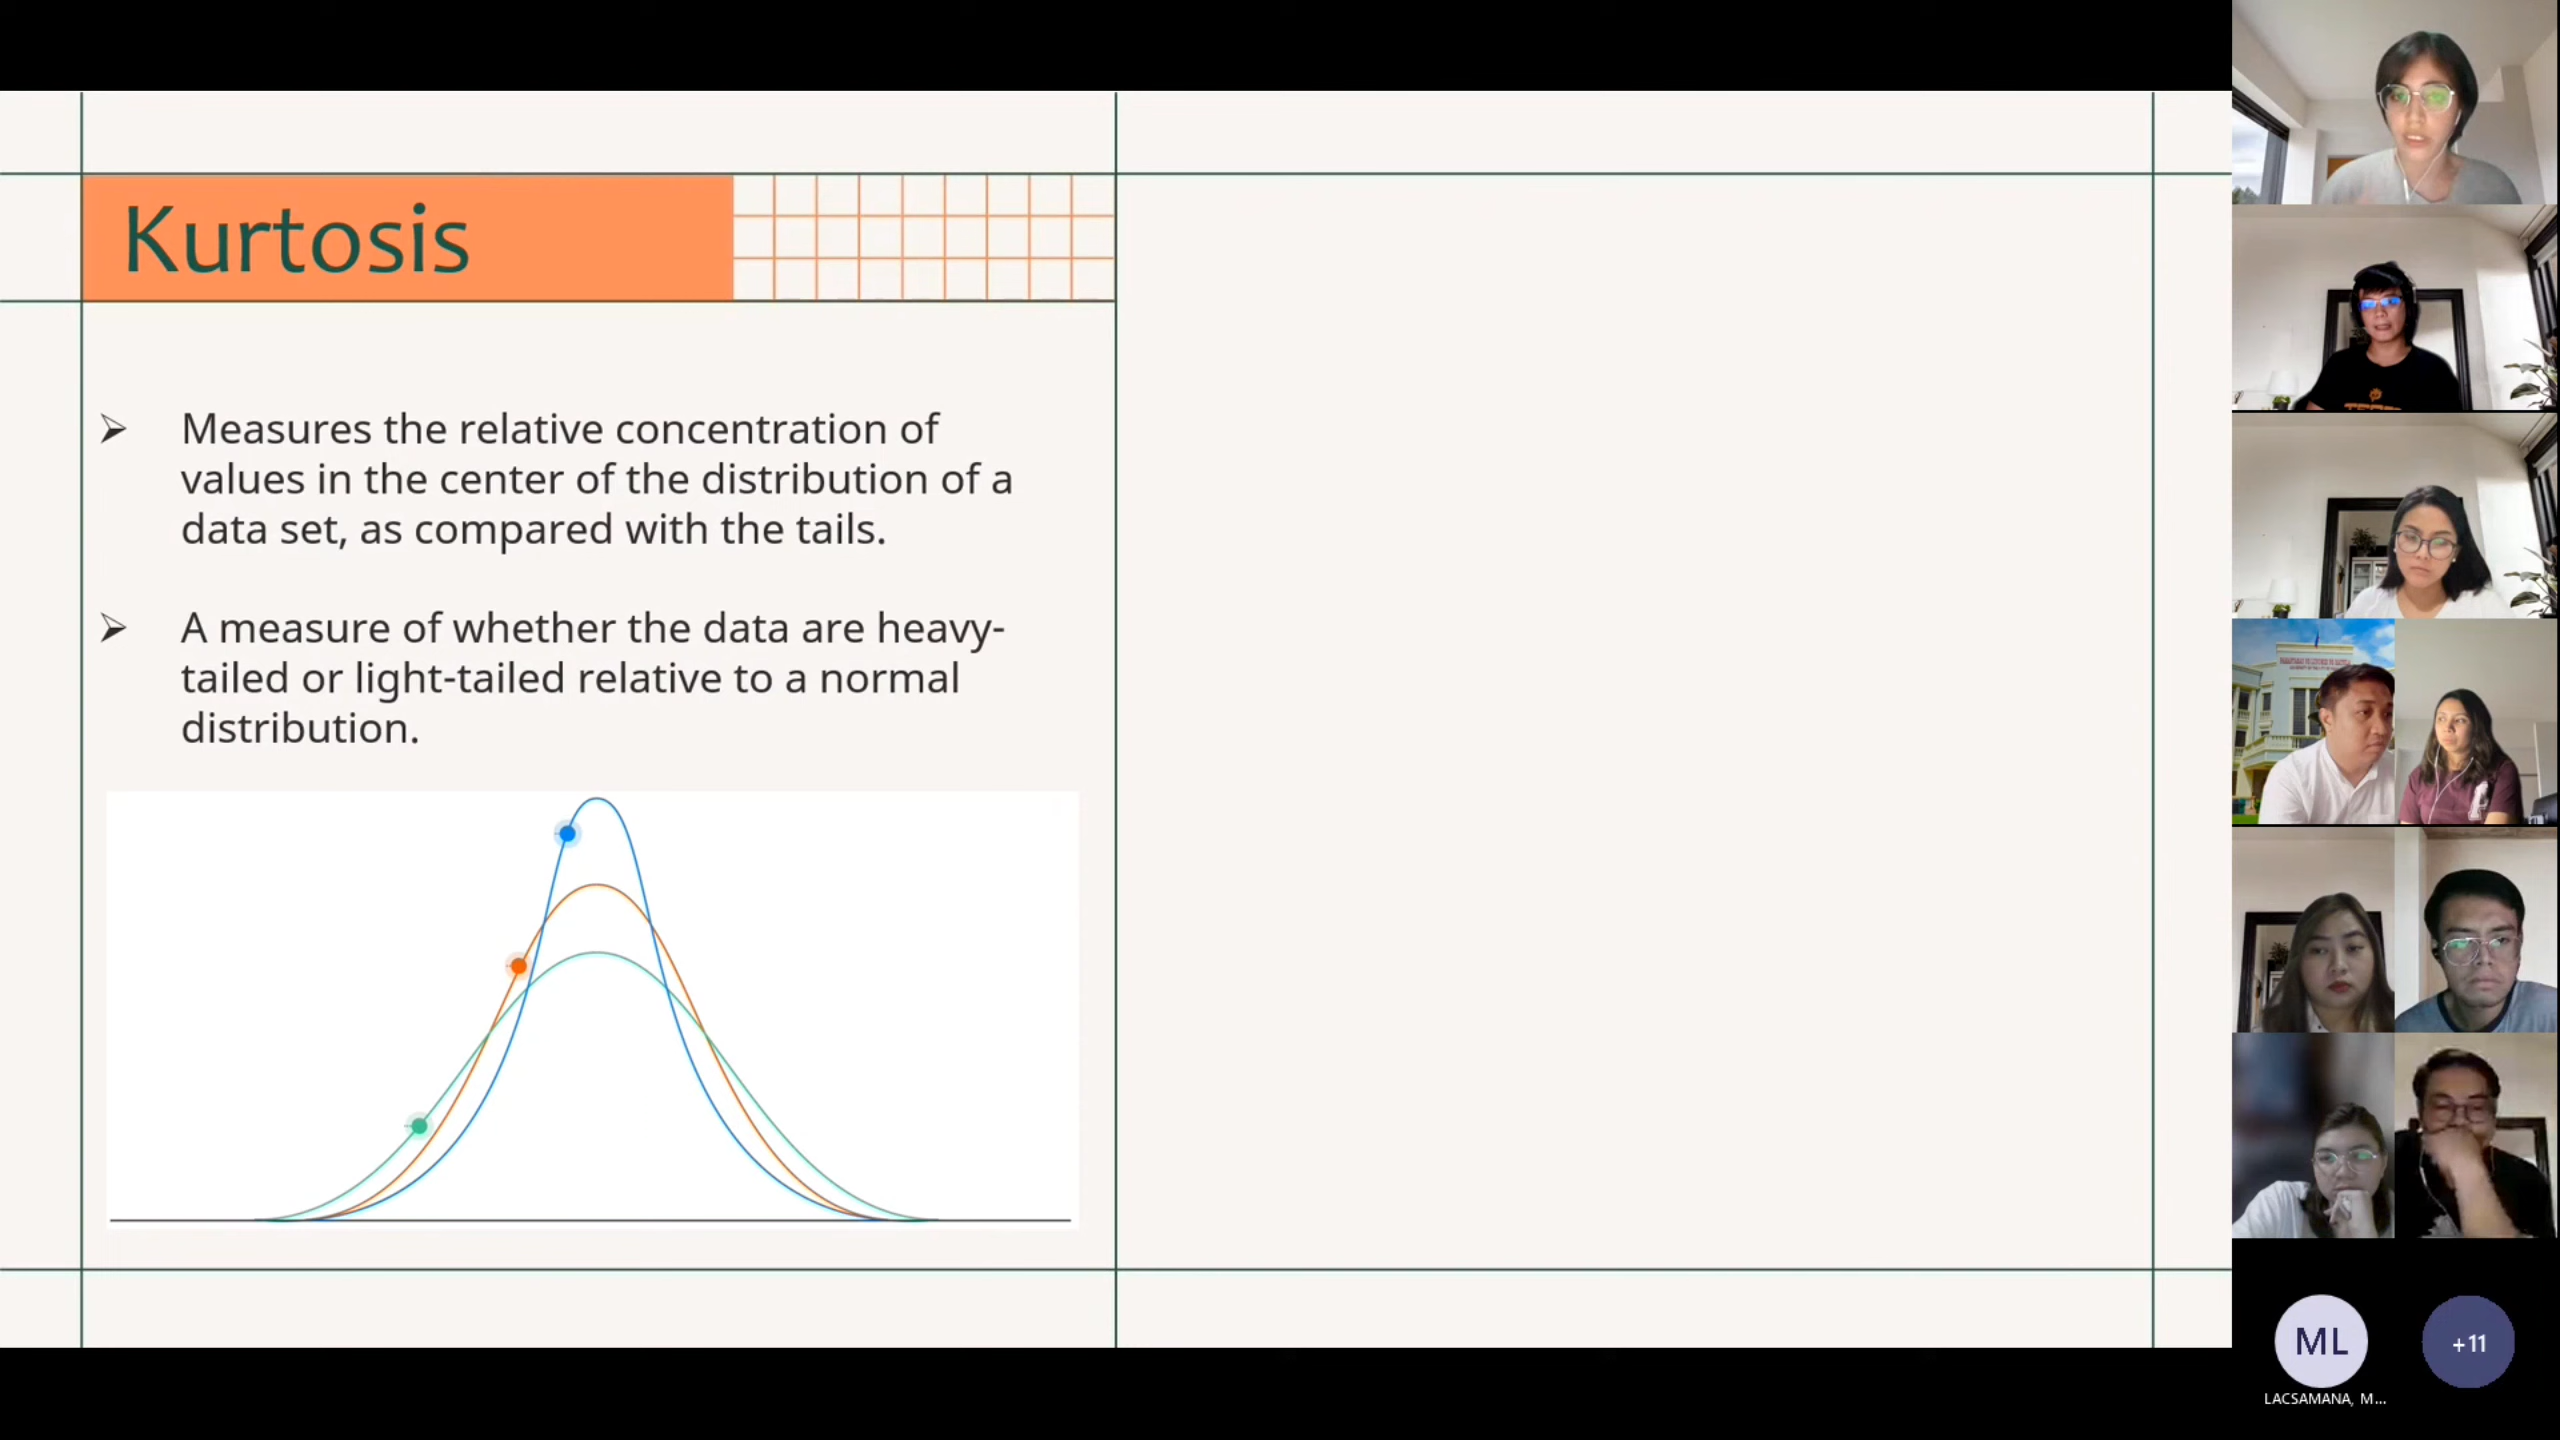 Kurtosis
Measures the relative concentration of
values in the center of the distribution of a
data set, as compared with the tails.
A measure of whether the data are heavy-
tailed or light-tailed relative to a normal
distribution.
ML
+11
LACSAMANA, M...